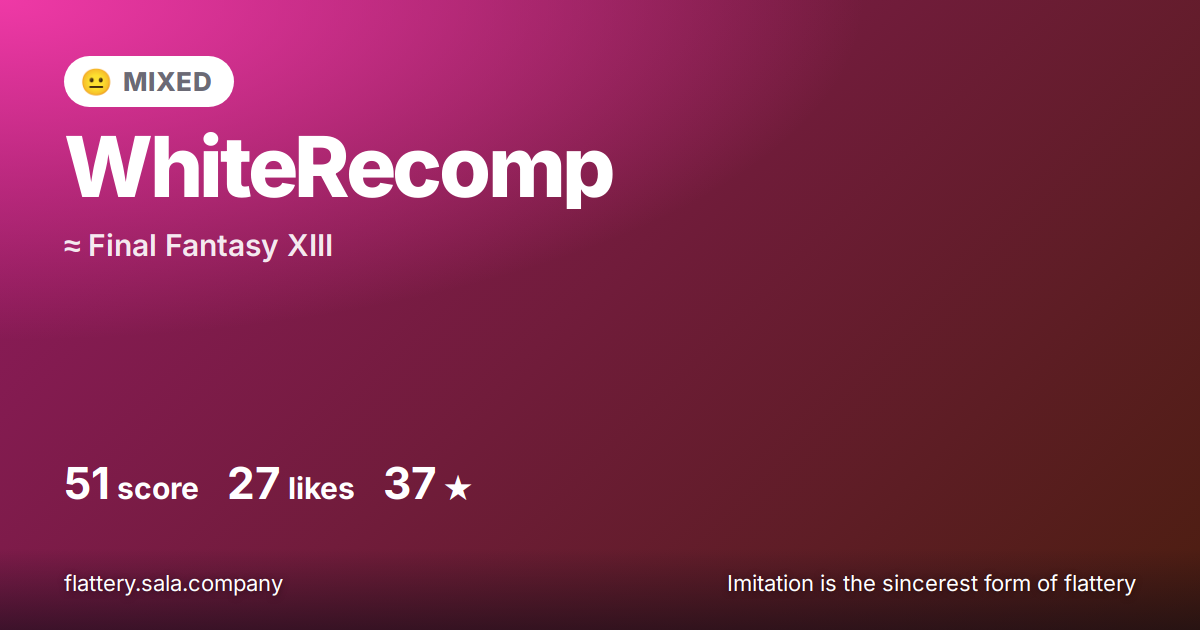 😐 MIXED
WhiteRecomp
≈ Final Fantasy XIII
51 score 27 likes 37 ★
flattery.sala.company
Imitation is the sincerest form of flattery